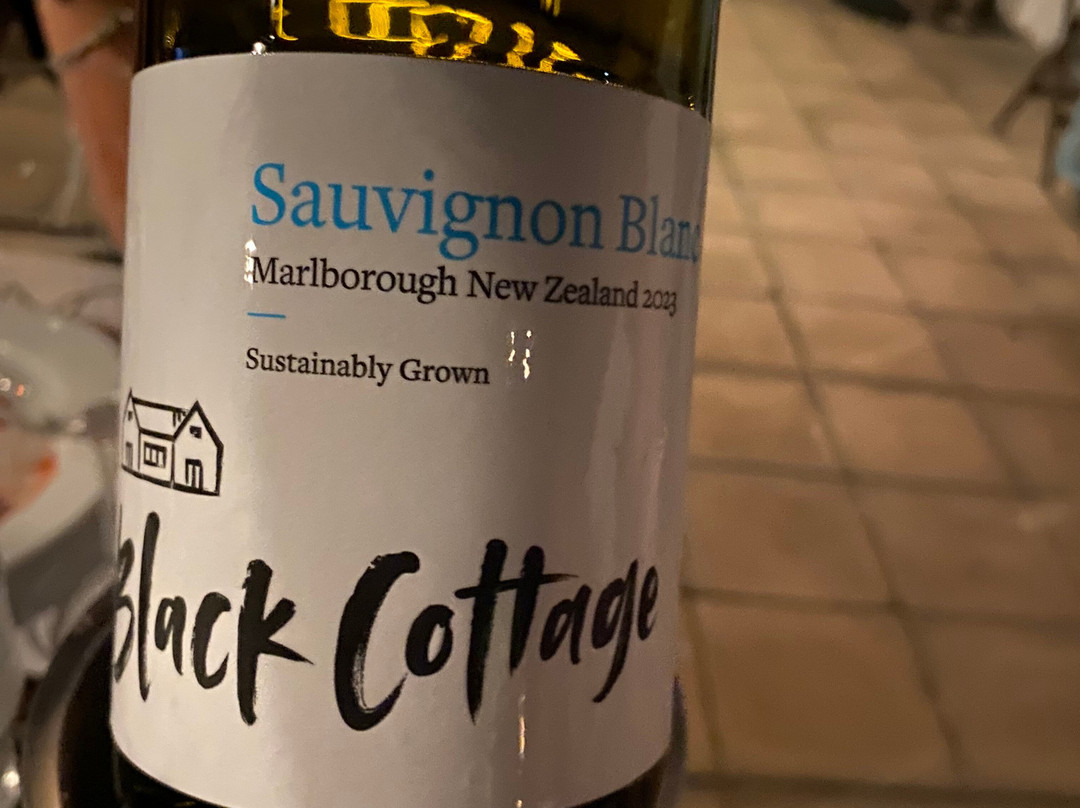 Sauvignon Blanc
Marlborough New Zealand 2023
Sustainably Grown
Black Cottage